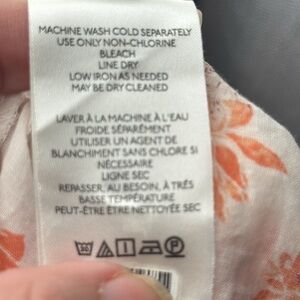 MACHINE WASH COLD SEPARATELY
USE ONLY NON-CHLORINE
BLEACH
LINE DRY
LOW IRON AS NEEDED
MAY BE DRY CLEANED
LAVER À LA MACHINE À L'EAU
FROIDE SÉPARÉMENT
UTILISER UN AGENT DE
BLANCHIMENT SANS CHLORE SI
NÉCESSAIRE
LIGNE SEC
REPASSER, AU BESOIN, À TRÈS
BASSE TEMPÉRATURE
PEUT-ÊTRE ÊTRE NETTOYÉE SEC
30
P